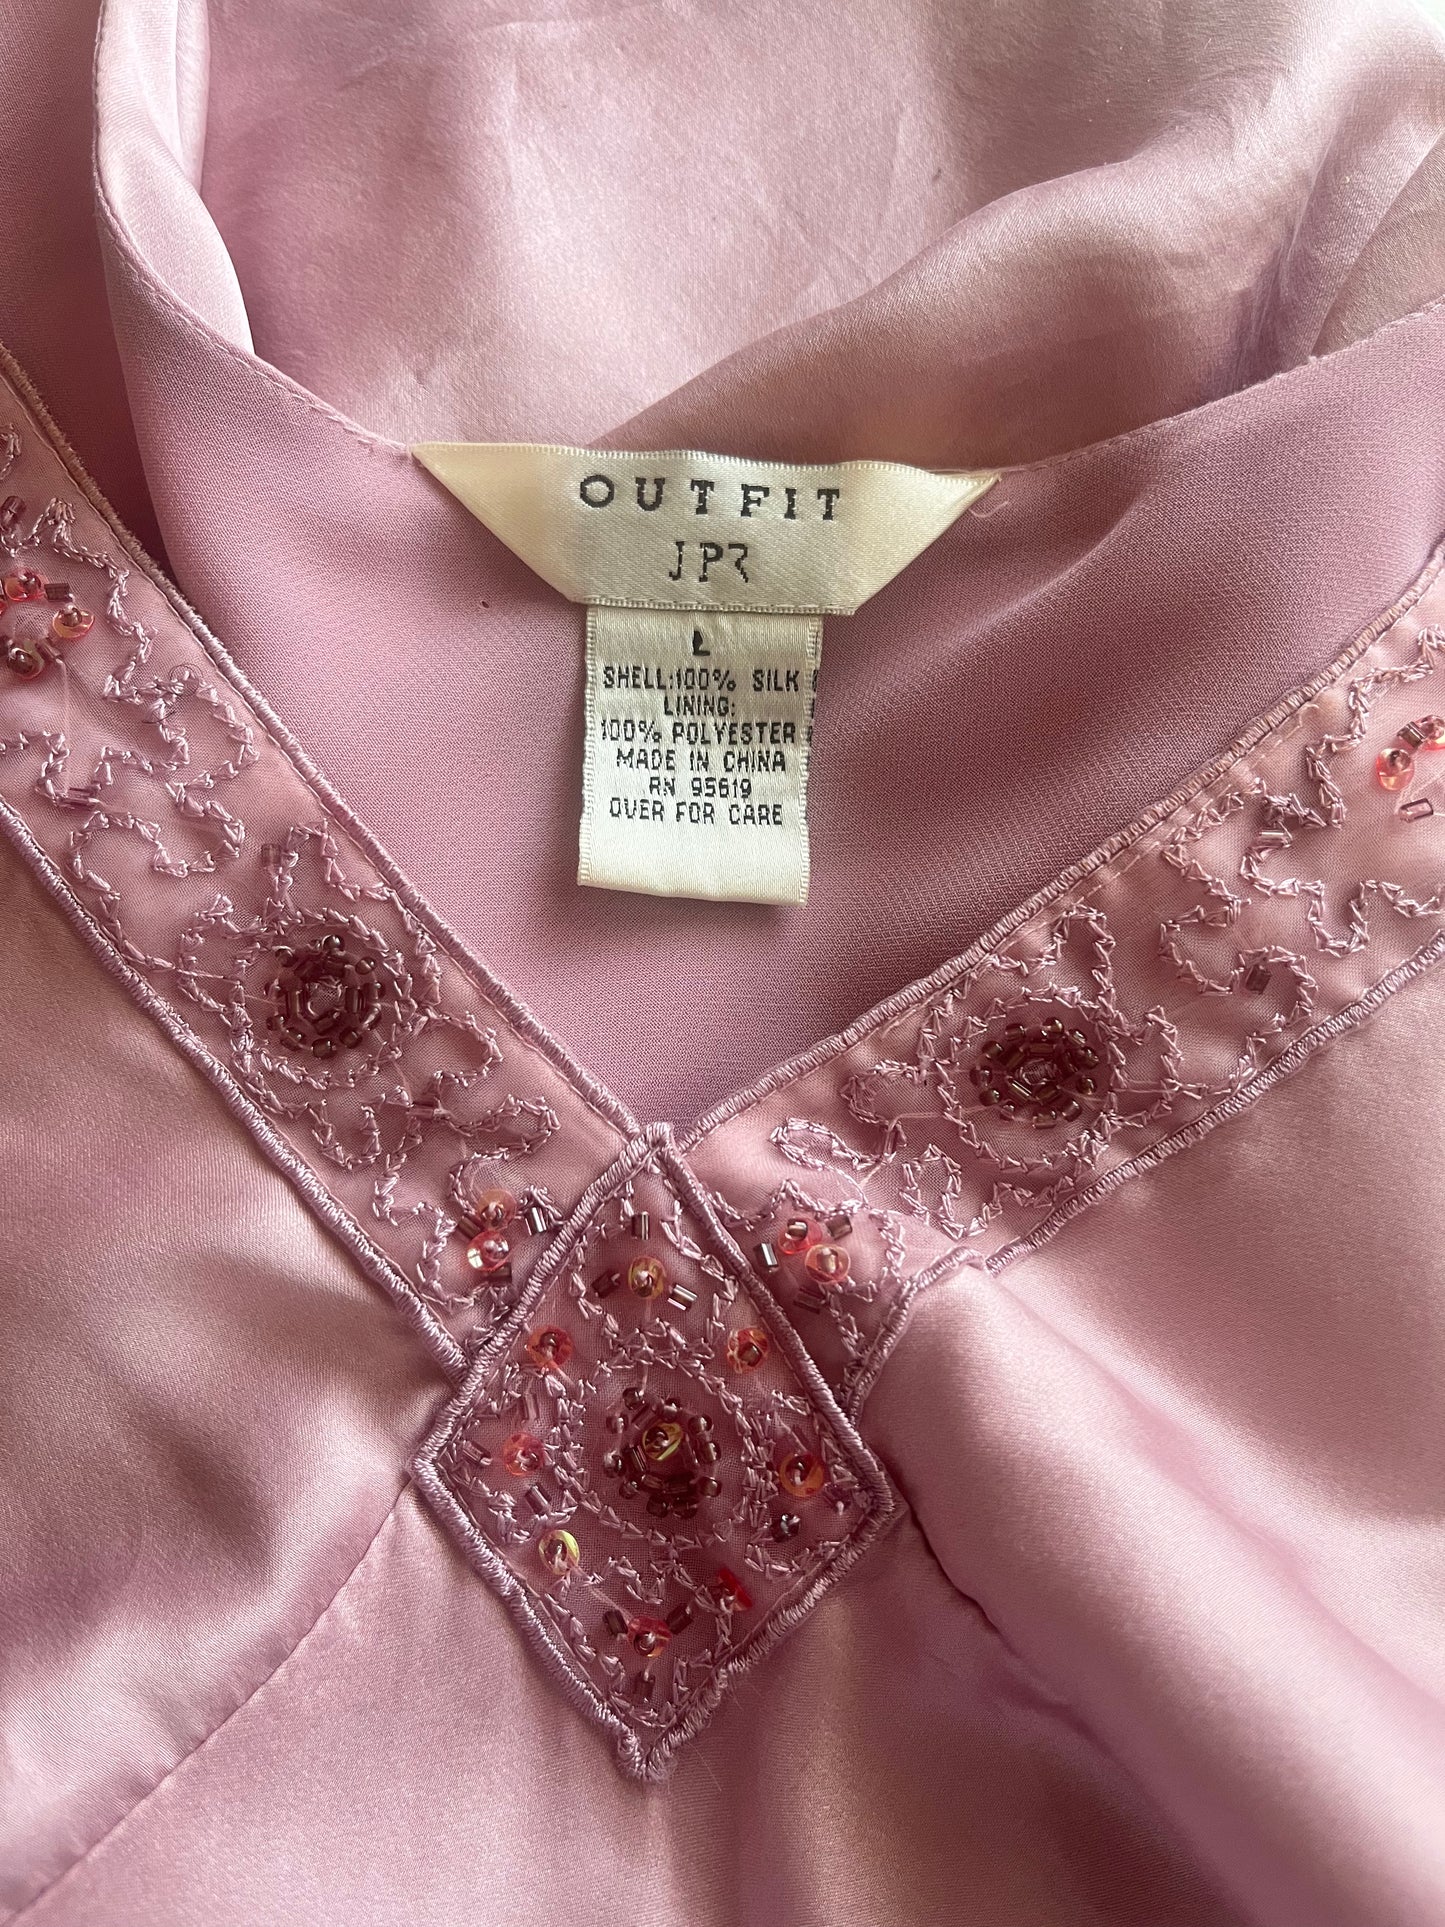 OUTFIT
JPR
L
SHELL:100% SILK
LINING:
100% POLYESTER
MADE IN CHINA
RN 95619
OVER FOR CARE